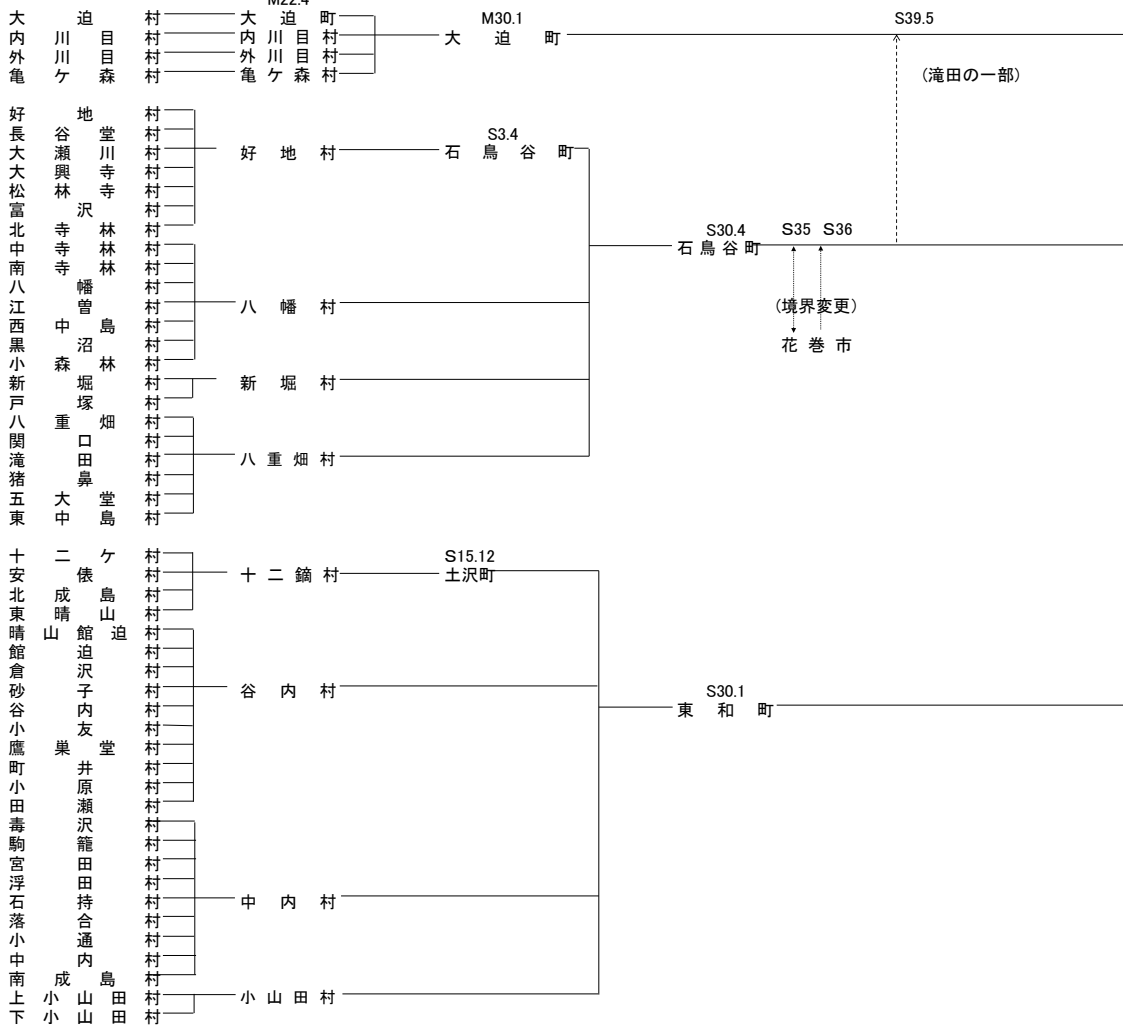 M22.4
大迫村 大迫町 M30.1 S39.5
内川目村 内川目村 大迫町
外川目村 外川目村
亀ケ森村 亀ケ森村 (滝田の一部)
好地村
長谷堂村 S3.4
大瀬川村 好地村 石鳥谷町
大興寺村
松林寺村
富沢村
北寺林村 S30.4 S35 S36
中寺林村 石鳥谷町
南寺林村
八幡村
江曽村 八幡村 (境界変更)
西中島村
黒沼村 花巻市
小森林村
新堀村 新堀村
戸塚村
八重畑村
関口村
滝田村 八重畑村
猪鼻村
五大堂村
東中島村
十二ケ村 S15.12
安俵村 十二鏑村 土沢町
北成島村
東晴山村
晴山館迫村
館迫村
倉沢村
砂子村 谷内村 S30.1
谷内村 東和町
小友村
鷹巣堂村
町井村
小原村
田瀬村
毒沢村
駒籠村
宮田村
浮田村
石持村 中内村
落合村
小通村
中内村
南成島村
上小山田村 小山田村
下小山田村